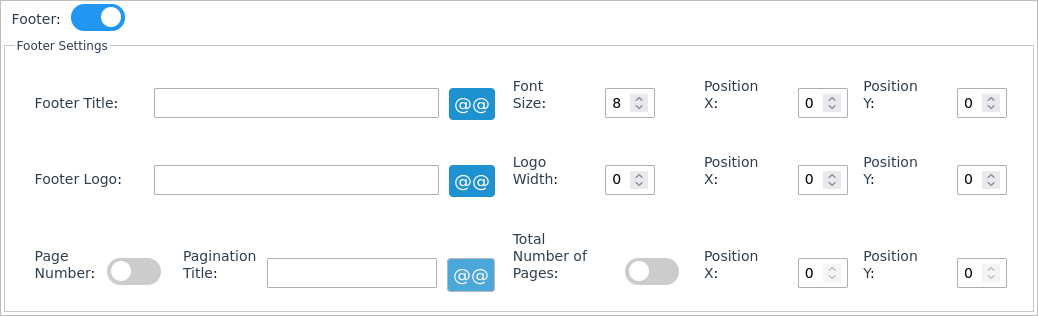 Footer:
Footer Settings
Footer Title:
@@
Font
Size:
8
Position
X:
0
Position
Y:
0
Footer Logo:
@@
Logo
Width:
0
Position
X:
0
Position
Y:
0
Page
Number:
Pagination
Title:
@@
Total
Number of
Pages:
Position
X:
0
Position
Y:
0